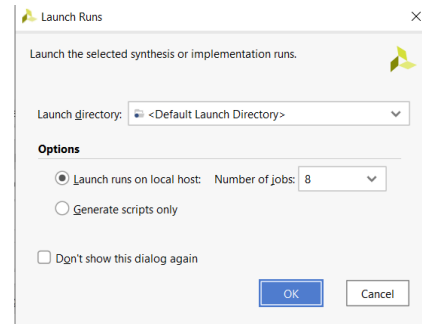 Launch Runs
Launch the selected synthesis or implementation runs.
Launch directory: <Default Launch Directory>
Options
Launch runs on local host: Number of jobs: 8
Generate scripts only
Don't show this dialog again
OK Cancel